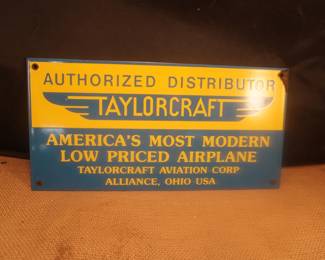 AUTHORIZED DISTRIBUTOR
TAYLORCRAFT
AMERICA'S MOST MODERN
LOW PRICED AIRPLANE
TAYLORCRAFT AVIATION CORP
ALLIANCE, OHIO USA